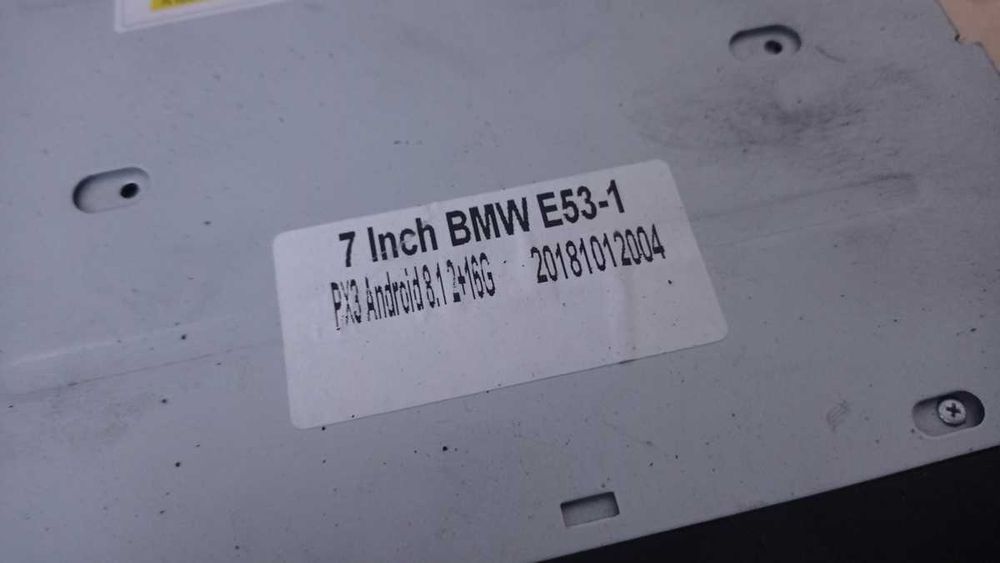 7 Inch BMW E53-1
PX3 Android 8.1 2+16G 20181012004